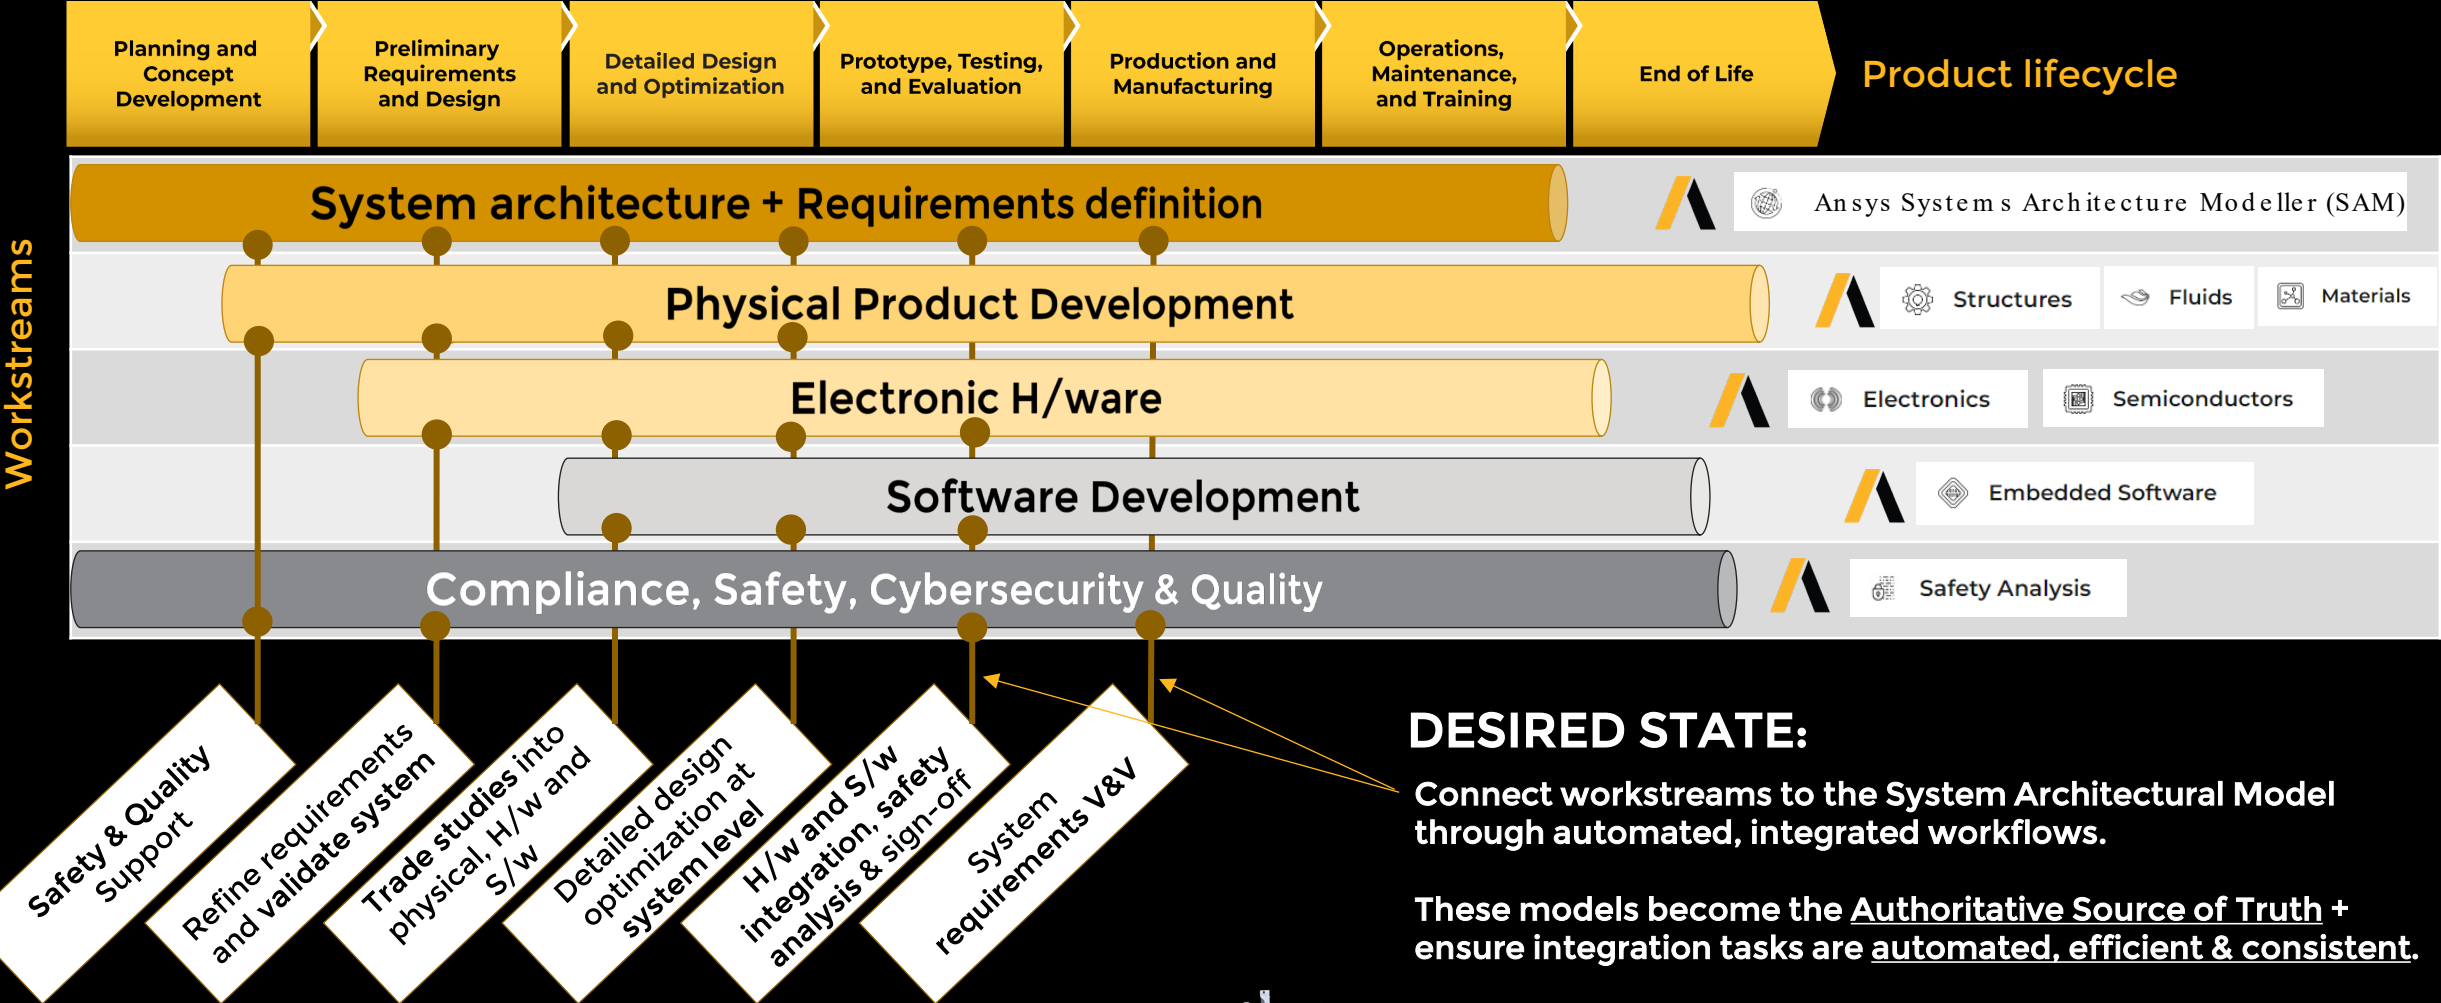 Planning and
Concept
Development
Preliminary
Requirements
and Design
Detailed Design
and Optimization
Prototype, Testing,
and Evaluation
Production and
Manufacturing
Operations,
Maintenance,
and Training
End of Life
Product lifecycle
Workstreams
System architecture + Requirements definition
Ansys Systems Architecture Modeller (SAM)
Physical Product Development
Structures
Fluids
Materials
Electronic H/ware
Electronics
Semiconductors
Software Development
Embedded Software
Compliance, Safety, Cybersecurity & Quality
Safety Analysis
Safety & Quality
Support
Refine requirements
and validate system
Trade studies into
physical, H/w and
S/w
Detailed design
optimization at
system level
H/w and S/w
integration, safety
analysis & sign-off
System
requirements V&V
DESIRED STATE:
Connect workstreams to the System Architectural Model
through automated, integrated workflows.
These models become the Authoritative Source of Truth +
ensure integration tasks are automated, efficient & consistent.